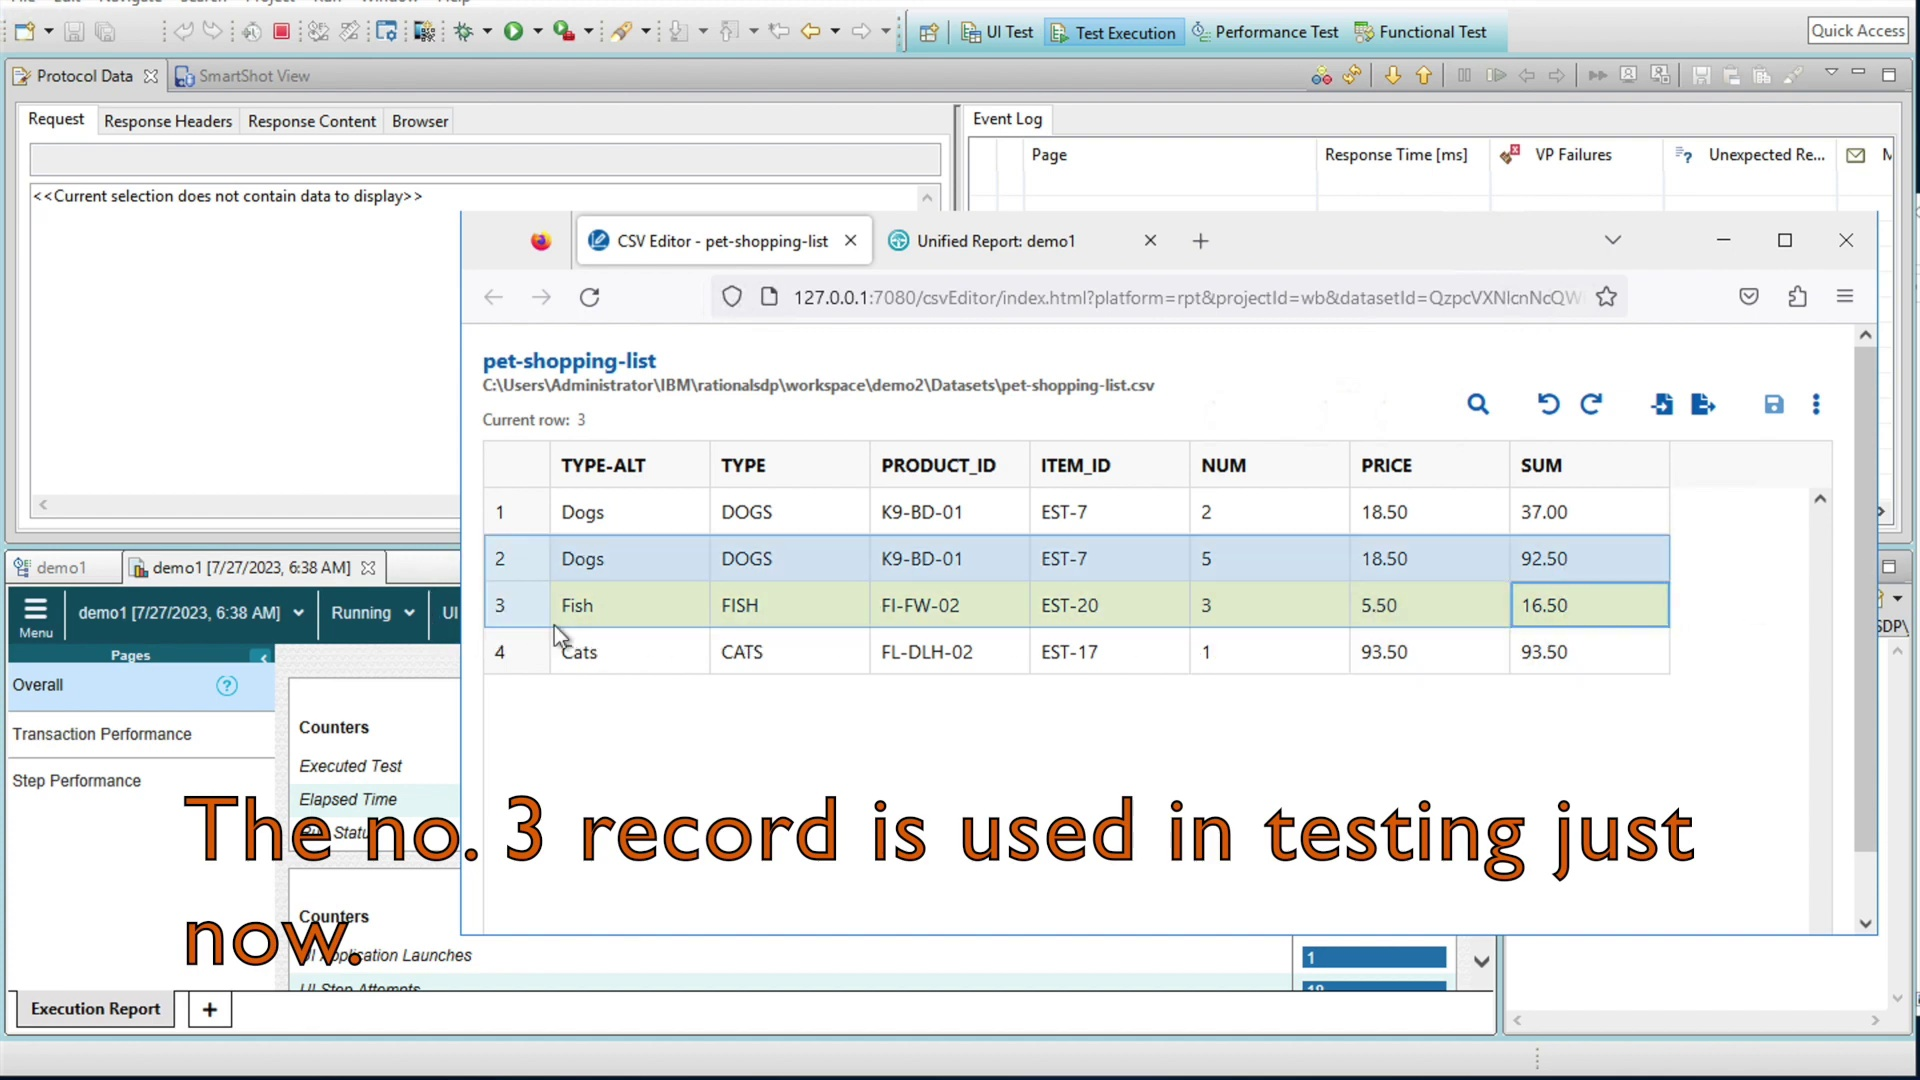 UI Test
Test Execution
Performance Test
Functional Test
Quick Access
Protocol Data
SmartShot View
Request
Response Headers
Response Content
Browser
Event Log
Page
Response Time [ms]
VP Failures
Unexpected Re...
<<Current selection does not contain data to display>>
CSV Editor - pet-shopping-list
Unified Report: demo1
127.0.0.1:7080/csvEditor/index.html?platform=rpt&projectId=wb&datasetId=QzpcVXNlcnNcQW
pet-shopping-list
C:\Users\Administrator\IBM\rationalsdp\workspace\demo2\Datasets\pet-shopping-list.csv
Current row: 3
TYPE-ALT TYPE PRODUCT_ID ITEM_ID NUM PRICE SUM
1 Dogs DOGS K9-BD-01 EST-7 2 18.50 37.00
2 Dogs DOGS K9-BD-01 EST-7 5 18.50 92.50
3 Fish FISH FI-FW-02 EST-20 3 5.50 16.50
4 Cats CATS FL-DLH-02 EST-17 1 93.50 93.50
demo1
demo1 [7/27/2023, 6:38 AM]
Menu
demo1 [7/27/2023, 6:38 AM]
Running
UI
SDP\
Pages
Overall
Transaction Performance
Step Performance
Counters
Executed Test
Elapsed Time
The no. 3 record is used in testing just
now.
Counters
UI Application Launches
1
UI Step Attempts
Execution Report